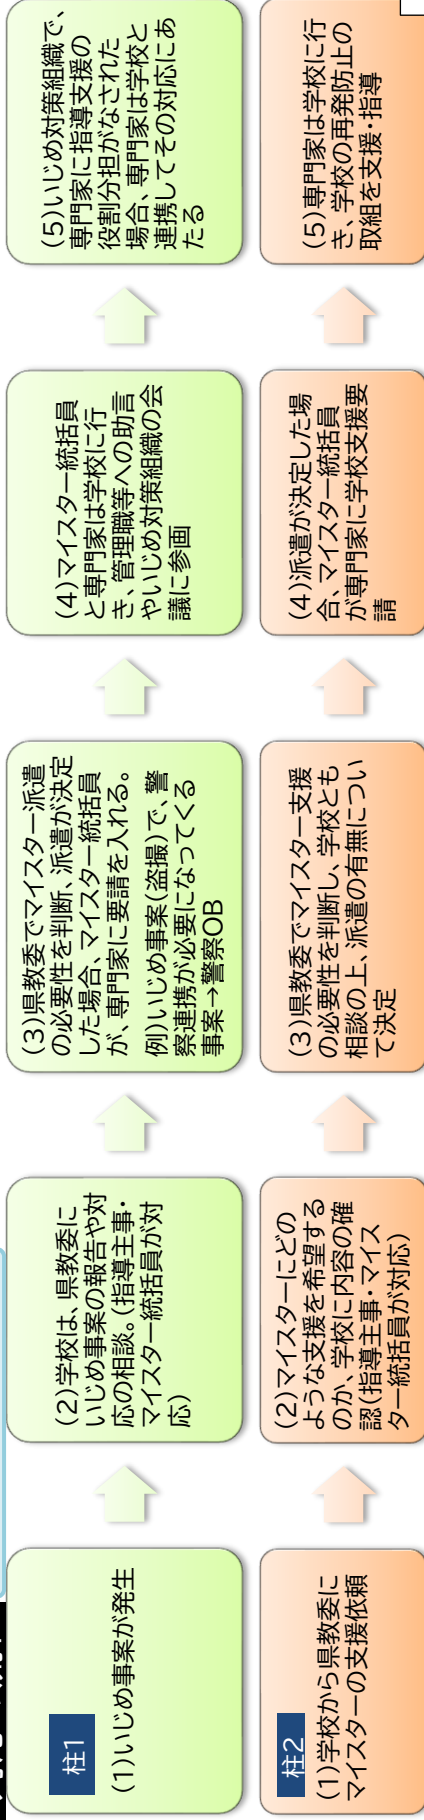 柱1
(1)いじめ事案が発生
(2)学校は、県教委に
いじめ事案の報告や対
応の相談。(指導主事・
マイスター統括員が対
応)
(3)県教委でマイスター派遣
の必要性を判断、派遣が決定
した場合、マイスター統括員
が、専門家に要請を入れる。
例)いじめ事案(盗撮)で、警
察連携が必要になってくる
事案→警察OB
(4)マイスター統括員
と専門家は学校に行
き、管理職等への助言
やいじめ対策組織の会
議に参画
(5)いじめ対策組織で、
専門家に指導支援の
役割分担がなされた
場合、専門家は学校と
連携してその対応にあ
たる
柱2
(1)学校から県教委に
マイスターの支援依頼
(2)マイスターにどの
ような支援を希望する
のか、学校に内容の確
認(指導主事・マイス
ター統括員が対応)
(3)県教委でマイスター支援
の必要性を判断し、学校とも
相談の上、派遣の有無につい
て決定
(4)派遣が決定した場
合、マイスター統括員
が専門家に学校支援要
請
(5)専門家は学校に行
き、学校の再発防止の
取組を支援・指導